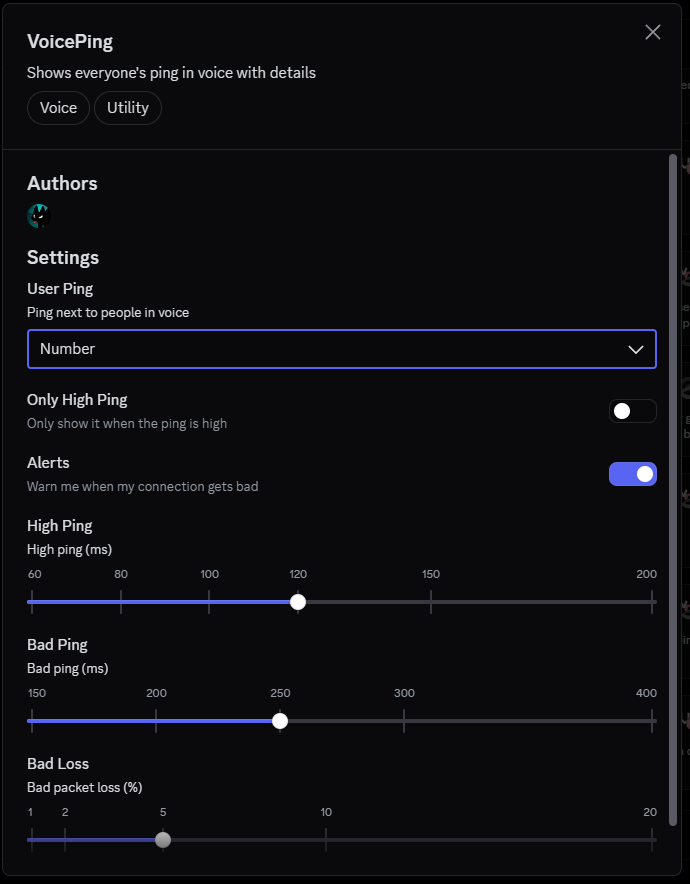 VoicePing
Shows everyone's ping in voice with details
Voice Utility
Authors
Settings
User Ping
Ping next to people in voice
Number
Only High Ping
Only show it when the ping is high
Alerts
Warn me when my connection gets bad
High Ping
High ping (ms)
60 80 100 120 150 200
Bad Ping
Bad ping (ms)
150 200 250 300 400
Bad Loss
Bad packet loss (%)
1 2 5 10 20